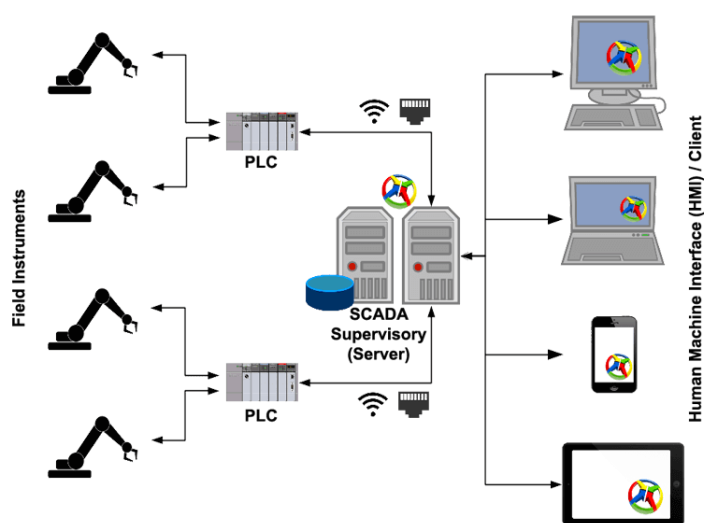 Field Instruments
PLC
SCADA
Supervisory
(Server)
PLC
Human Machine Interface (HMI) / Client